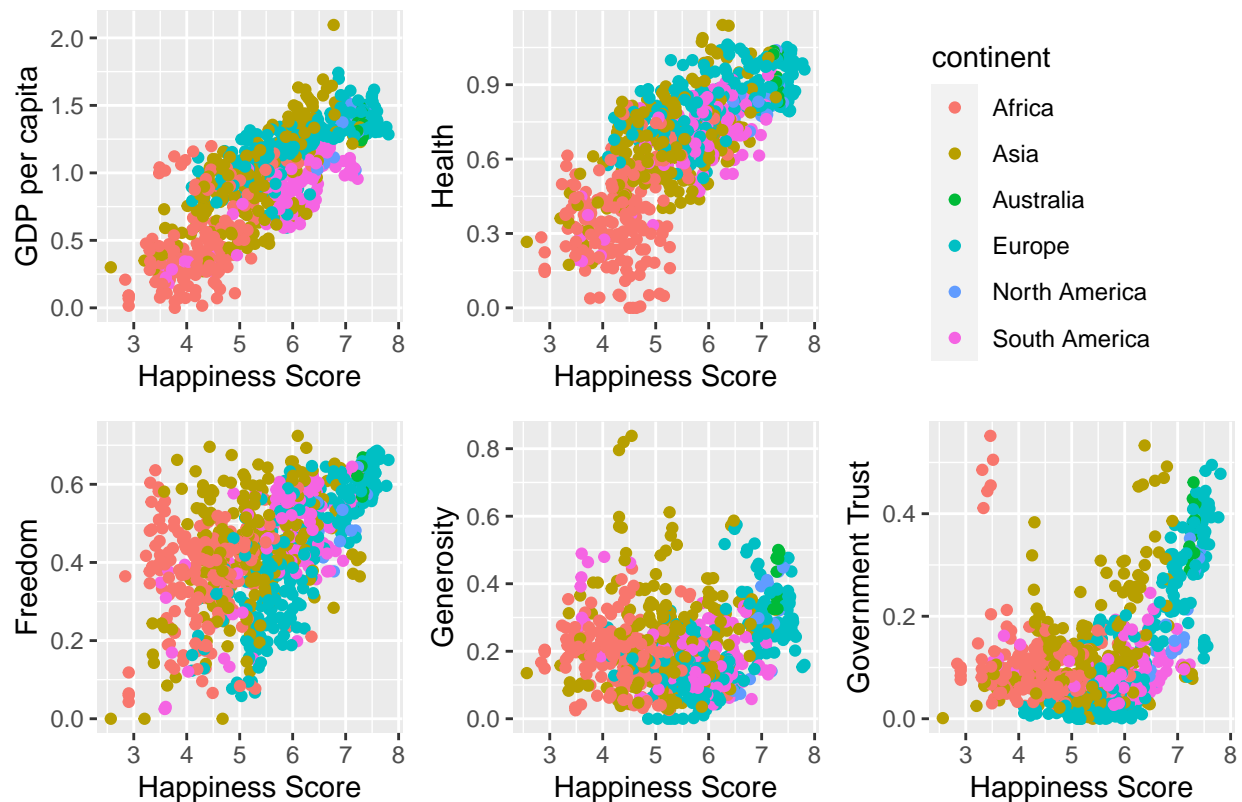 GDP per capita
2.0
1.5
1.0
0.5
0.0
3 4 5 6 7 8
Happiness Score
Health
0.9
0.6
0.3
0.0
3 4 5 6 7 8
Happiness Score
continent
Africa
Asia
Australia
Europe
North America
South America
Freedom
0.6
0.4
0.2
0.0
3 4 5 6 7 8
Happiness Score
Generosity
0.8
0.6
0.4
0.2
0.0
3 4 5 6 7 8
Happiness Score
Government Trust
0.4
0.2
0.0
3 4 5 6 7 8
Happiness Score